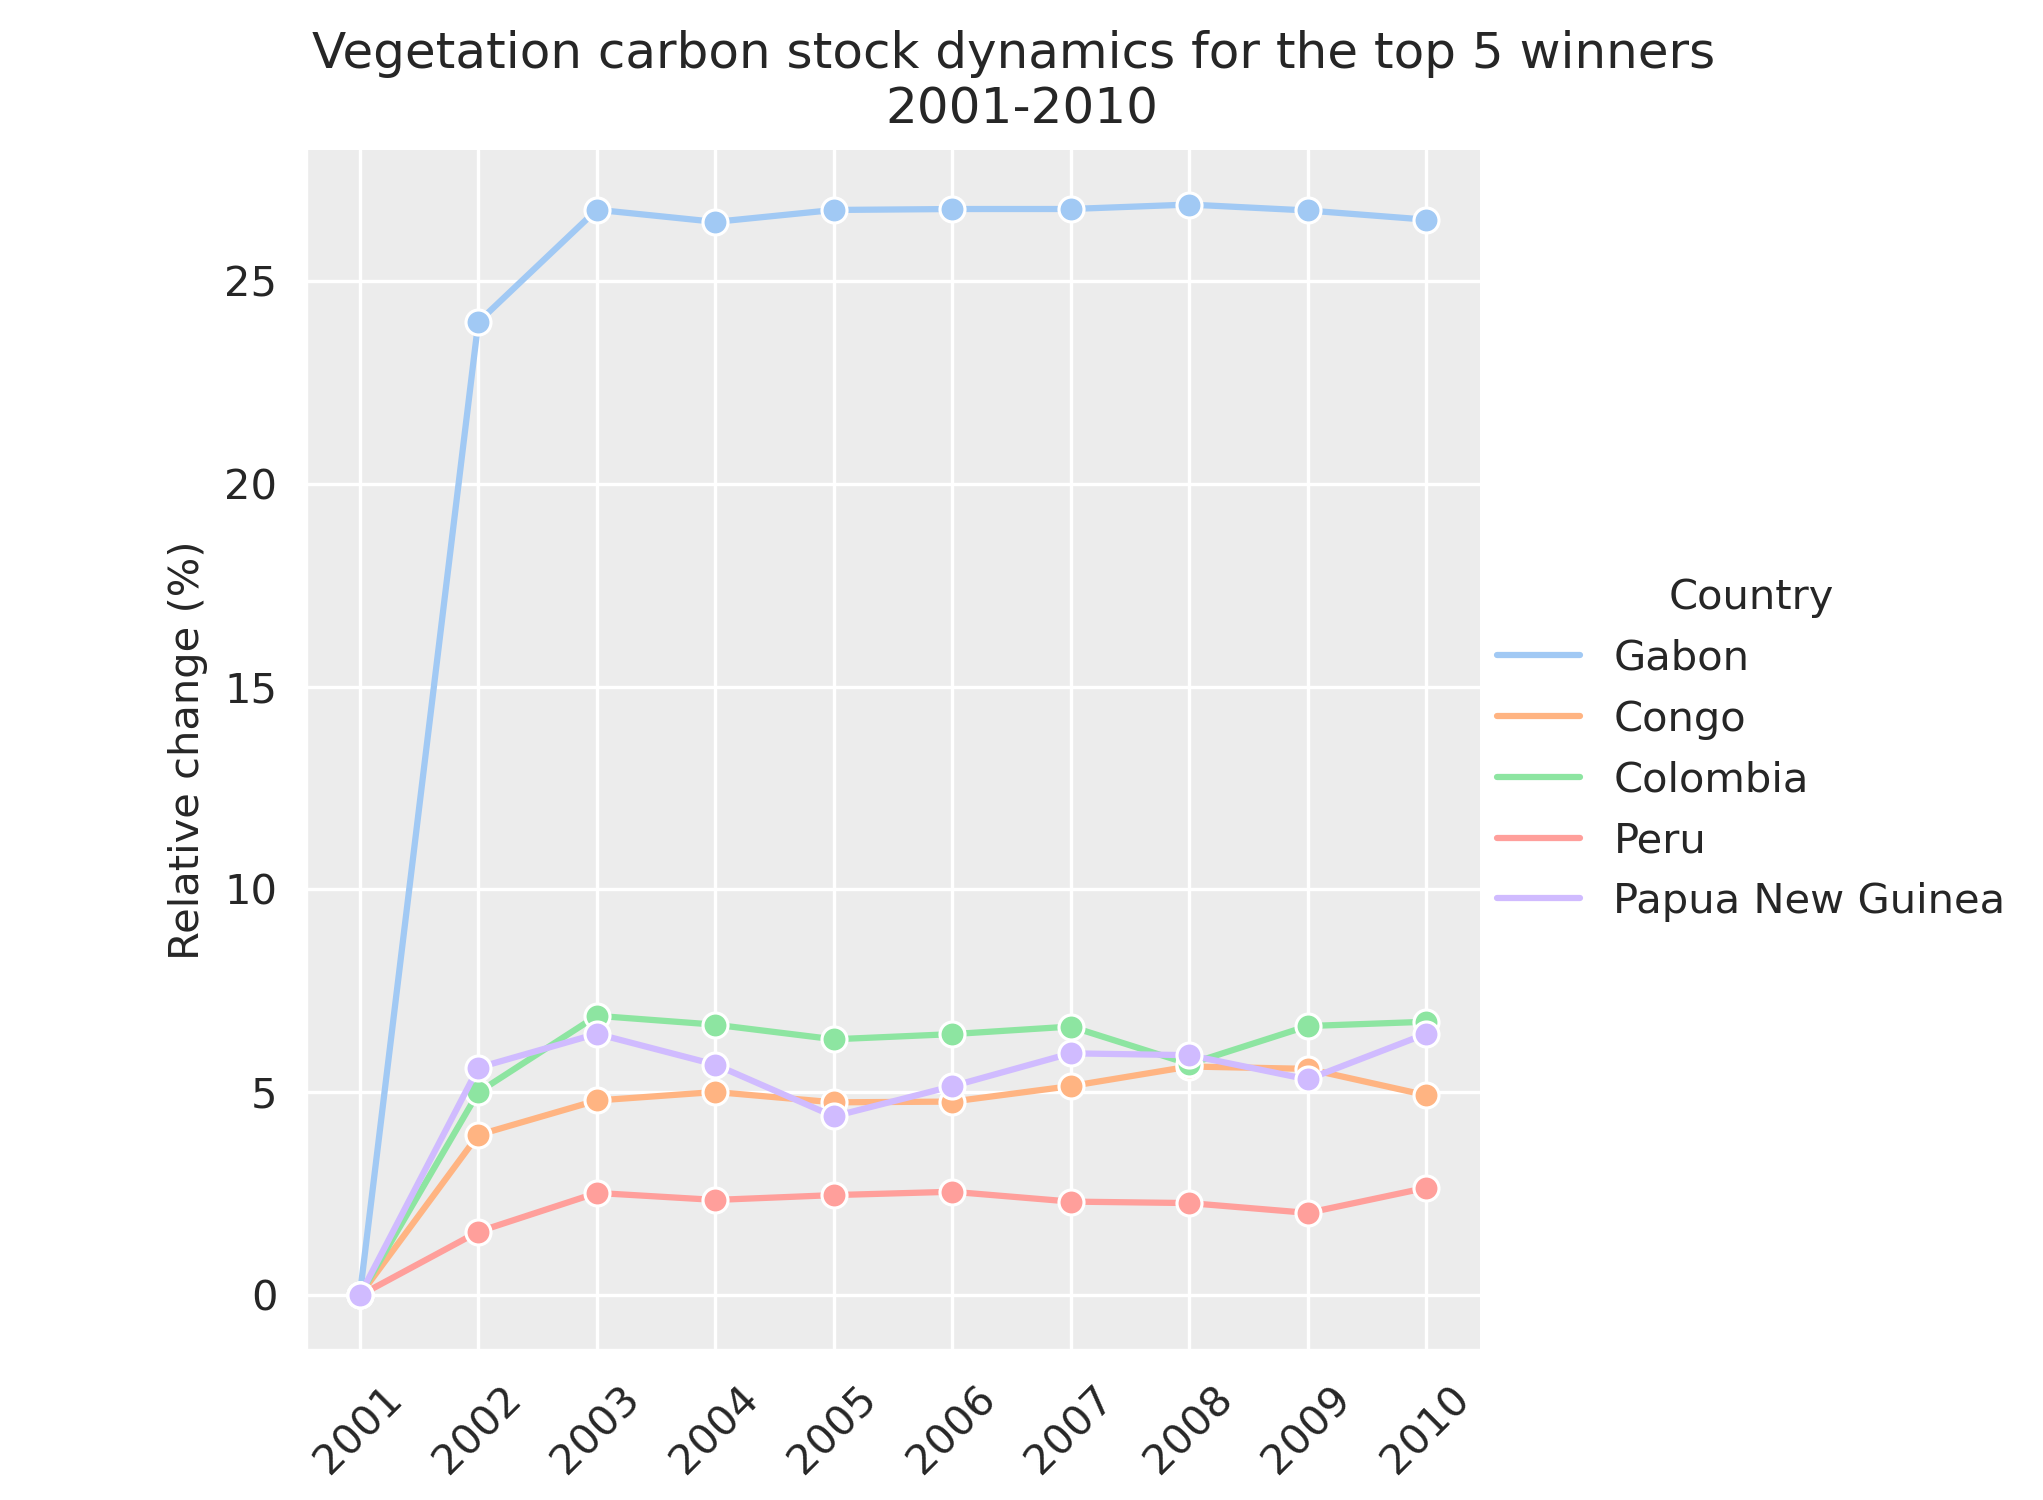 Vegetation carbon stock dynamics for the top 5 winners
2001-2010
Relative change (%)
25
20
15
10
5
0
2001
2002
2003
2004
2005
2006
2007
2008
2009
2010
Country
Gabon
Congo
Colombia
Peru
Papua New Guinea